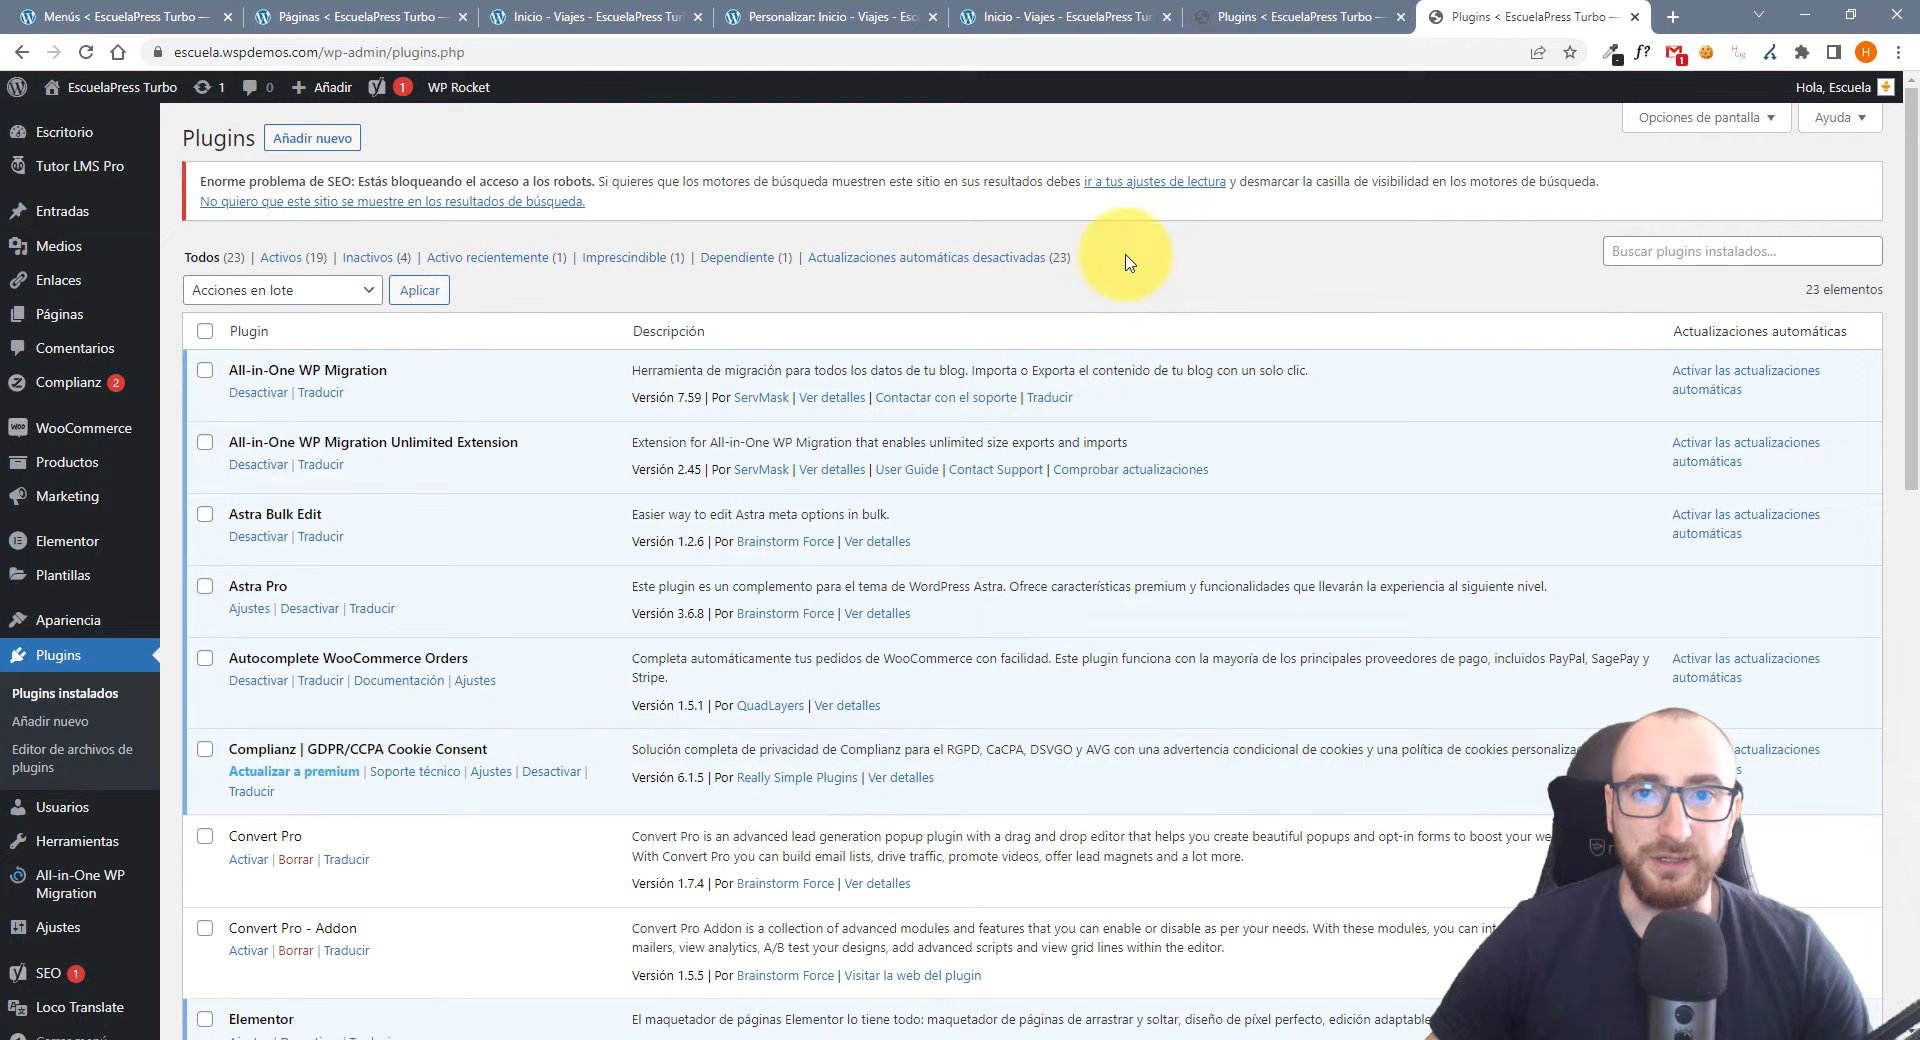 Menús < EscuelaPress Turbo —
Páginas < EscuelaPress Turbo —
Inicio - Viajes - EscuelaPress Turb
Personalizar: Inicio - Viajes - Esc
Inicio - Viajes - EscuelaPress Tur
Plugins < EscuelaPress Turbo —
Plugins < EscuelaPress Turbo —
escuela.wspdemos.com/wp-admin/plugins.php
f?
1
H
EscuelaPress Turbo
1
0
Añadir
1
WP Rocket
Hola, Escuela
Escritorio
Tutor LMS Pro
Entradas
Medios
Enlaces
Páginas
Comentarios
Complianz 2
WooCommerce
Productos
Marketing
Elementor
Plantillas
Apariencia
Plugins
Plugins instalados
Añadir nuevo
Editor de archivos de
plugins
Usuarios
Herramientas
All-in-One WP
Migration
Ajustes
SEO 1
Loco Translate
Plugins
Añadir nuevo
Opciones de pantalla
Ayuda
Enorme problema de SEO: Estás bloqueando el acceso a los robots. Si quieres que los motores de búsqueda muestren este sitio en sus resultados debes ir a tus ajustes de lectura y desmarcar la casilla de visibilidad en los motores de búsqueda.
No quiero que este sitio se muestre en los resultados de búsqueda.
Todos (23) | Activos (19) | Inactivos (4) | Activo recientemente (1) | Imprescindible (1) | Dependiente (1) | Actualizaciones automáticas desactivadas (23)
Buscar plugins instalados...
Acciones en lote
Aplicar
23 elementos
Plugin
Descripción
Actualizaciones automáticas
All-in-One WP Migration
Desactivar | Traducir
Herramienta de migración para todos los datos de tu blog. Importa o Exporta el contenido de tu blog con un solo clic.
Versión 7.59 | Por ServMask | Ver detalles | Contactar con el soporte | Traducir
Activar las actualizaciones
automáticas
All-in-One WP Migration Unlimited Extension
Desactivar | Traducir
Extension for All-in-One WP Migration that enables unlimited size exports and imports
Versión 2.45 | Por ServMask | Ver detalles | User Guide | Contact Support | Comprobar actualizaciones
Activar las actualizaciones
automáticas
Astra Bulk Edit
Desactivar | Traducir
Easier way to edit Astra meta options in bulk.
Versión 1.2.6 | Por Brainstorm Force | Ver detalles
Activar las actualizaciones
automáticas
Astra Pro
Ajustes | Desactivar | Traducir
Este plugin es un complemento para el tema de WordPress Astra. Ofrece características premium y funcionalidades que llevarán la experiencia al siguiente nivel.
Versión 3.6.8 | Por Brainstorm Force | Ver detalles
Autocomplete WooCommerce Orders
Desactivar | Traducir | Documentación | Ajustes
Completa automáticamente tus pedidos de WooCommerce con facilidad. Este plugin funciona con la mayoría de los principales proveedores de pago, incluidos PayPal, SagePay y
Stripe.
Versión 1.5.1 | Por QuadLayers | Ver detalles
Activar las actualizaciones
automáticas
Complianz | GDPR/CCPA Cookie Consent
Actualizar a premium | Soporte técnico | Ajustes | Desactivar |
Traducir
Solución completa de privacidad de Complianz para el RGPD, CaCPA, DSVGO y AVG con una advertencia condicional de cookies y una política de cookies personaliza
Versión 6.1.5 | Por Really Simple Plugins | Ver detalles
actualizaciones
Convert Pro
Activar | Borrar | Traducir
Convert Pro is an advanced lead generation popup plugin with a drag and drop editor that helps you create beautiful popups and opt-in forms to boost your we
With Convert Pro you can build email lists, drive traffic, promote videos, offer lead magnets and a lot more.
Versión 1.7.4 | Por Brainstorm Force | Ver detalles
Convert Pro - Addon
Activar | Borrar | Traducir
Convert Pro Addon is a collection of advanced modules and features that you can enable or disable as per your needs. With these modules, you can int
mailers, view analytics, A/B test your designs, add advanced scripts and view grid lines within the editor.
Versión 1.5.5 | Por Brainstorm Force | Visitar la web del plugin
Elementor
El maquetador de páginas Elementor lo tiene todo: maquetador de páginas de arrastrar y soltar, diseño de píxel perfecto, edición adaptable